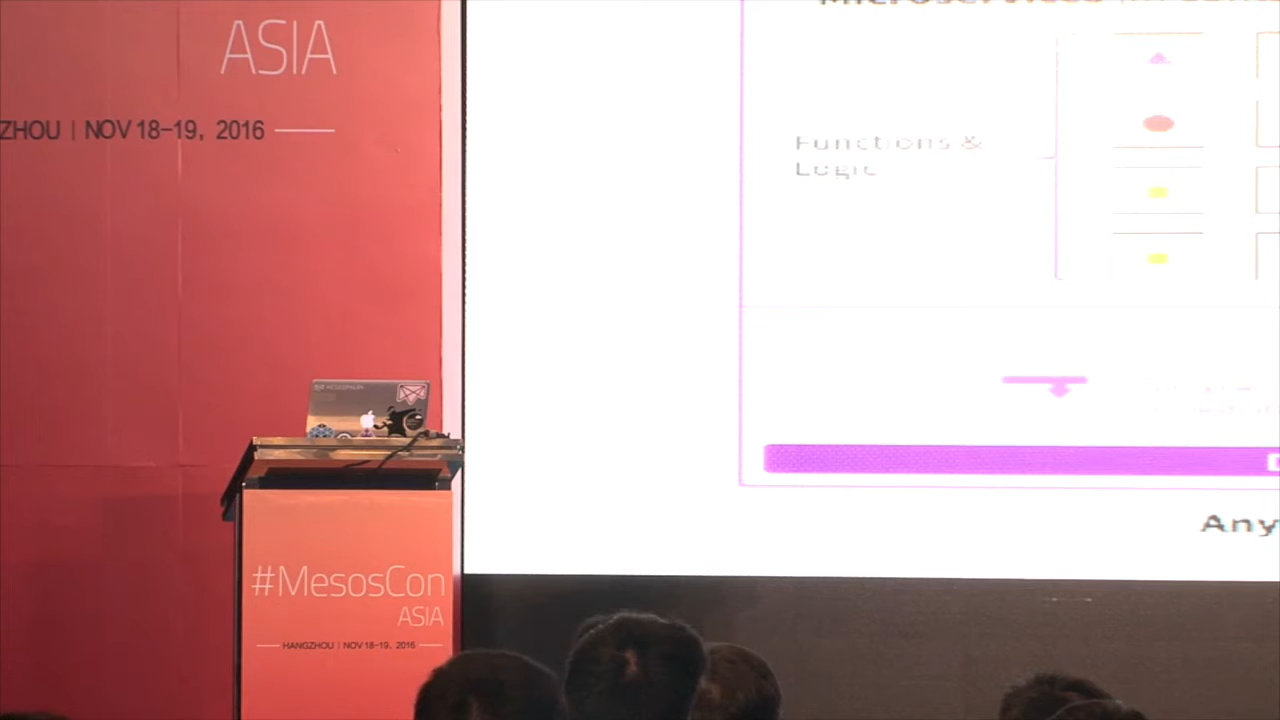 ASIA
ZHOU | NOV 18-19, 2016
Functions &
Logic
Any
#MesosCon
ASIA
HANGZHOU | NOV 18-19, 2016